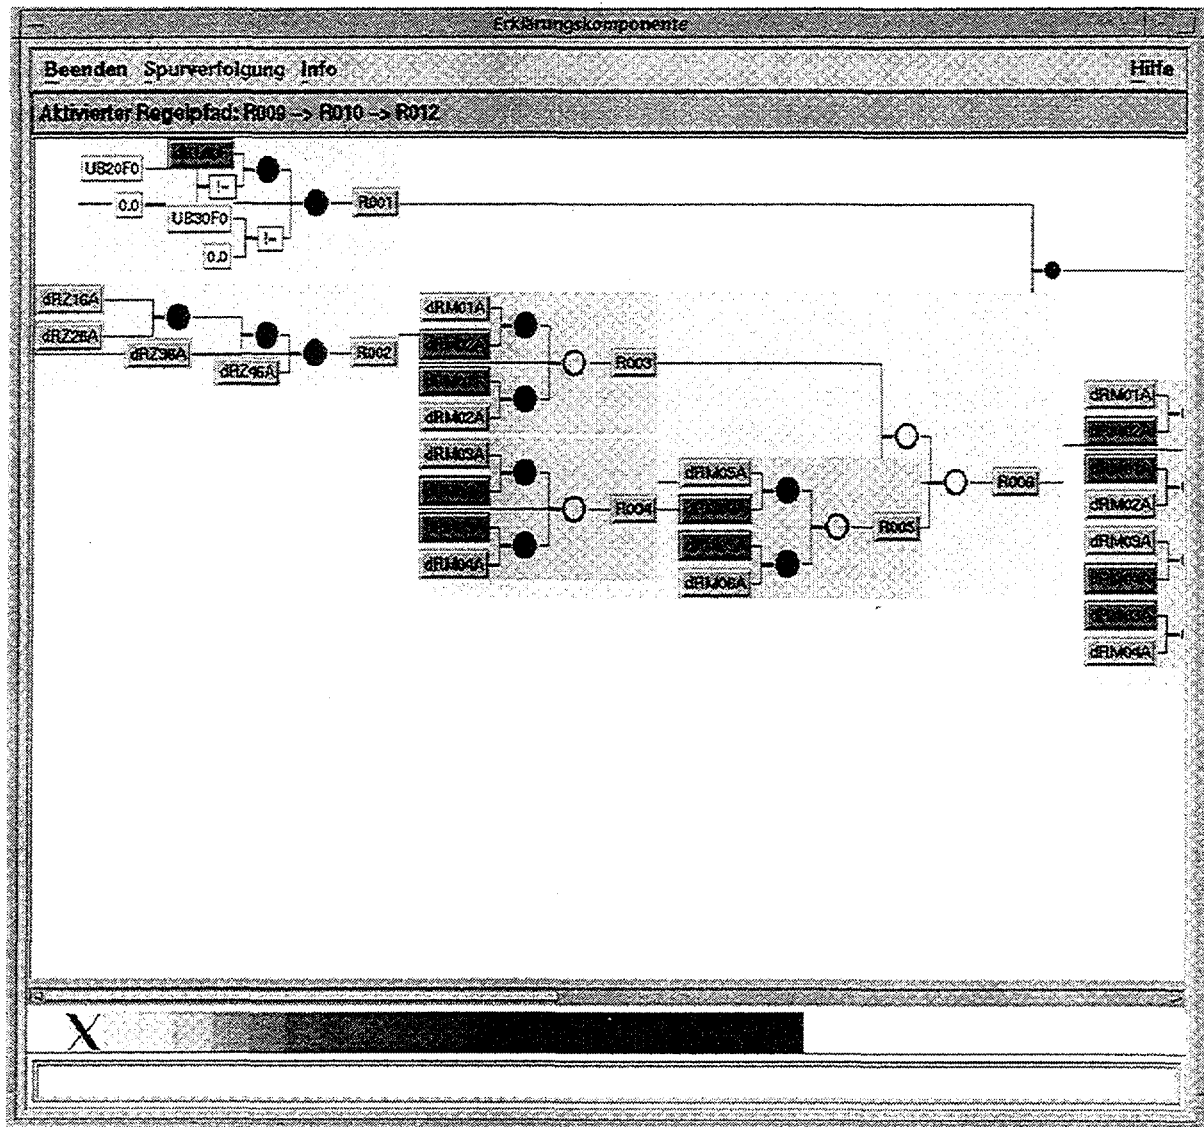 Erklärungskomponente
Beenden Spurverfolgung Info Hilfe
Aktivierter Regelpfad: R009 --> R010 --> R012
UB20F0
!=
0.0
UB30F0
R001
!=
0.0
dRZ16A
dRZ26A
dRZ36A
dRZ46A
R002
dRM01A
R003
dRM02A
dRM03A
R004
dRM04A
dRM05A
R005
dRM06A
R006
dRM01A
dRM02A
dRM03A
dRM04A
X